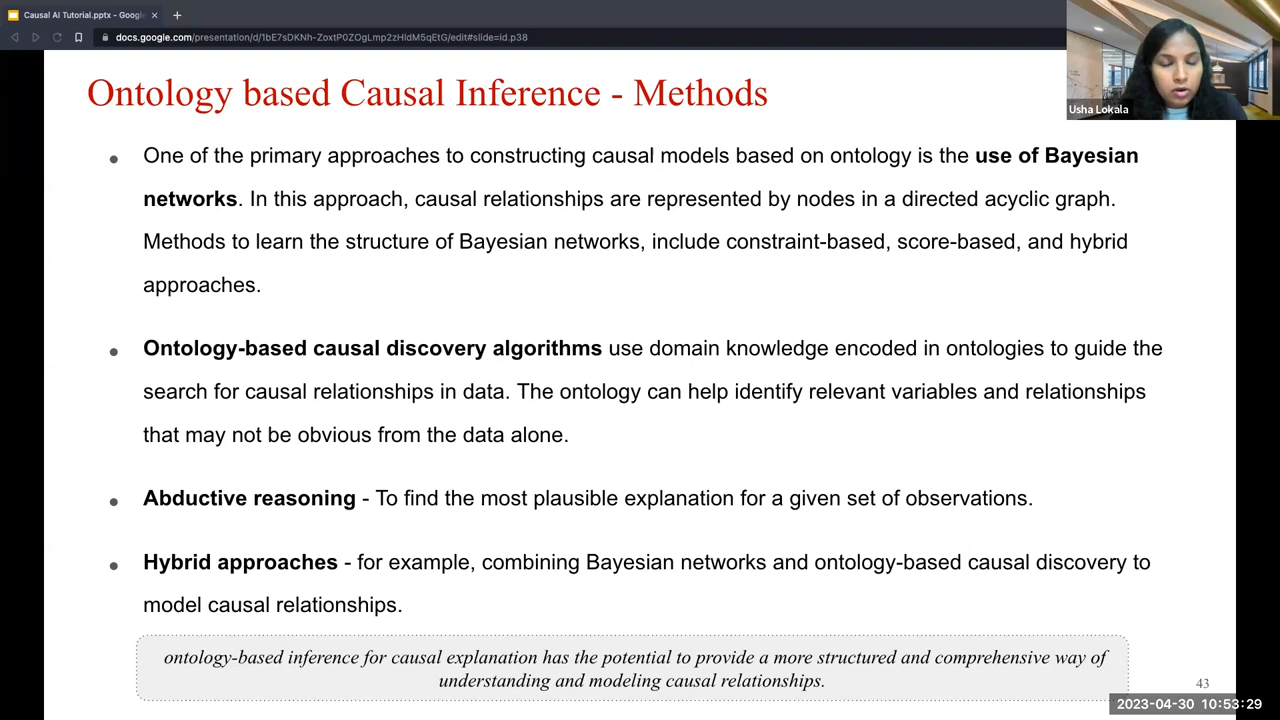 Causal AI Tutorial.pptx - Googl
docs.google.com/presentation/d/1bE7sDKNh-ZoxtP0ZOgLmp2zHldM5qEtG/edit#slide=id.p38
Usha Lokala
Ontology based Causal Inference - Methods
One of the primary approaches to constructing causal models based on ontology is the use of Bayesian
networks. In this approach, causal relationships are represented by nodes in a directed acyclic graph.
Methods to learn the structure of Bayesian networks, include constraint-based, score-based, and hybrid
approaches.
Ontology-based causal discovery algorithms use domain knowledge encoded in ontologies to guide the
search for causal relationships in data. The ontology can help identify relevant variables and relationships
that may not be obvious from the data alone.
Abductive reasoning - To find the most plausible explanation for a given set of observations.
Hybrid approaches - for example, combining Bayesian networks and ontology-based causal discovery to
model causal relationships.
ontology-based inference for causal explanation has the potential to provide a more structured and comprehensive way of
understanding and modeling causal relationships.
43
2023-04-30 10:53:29